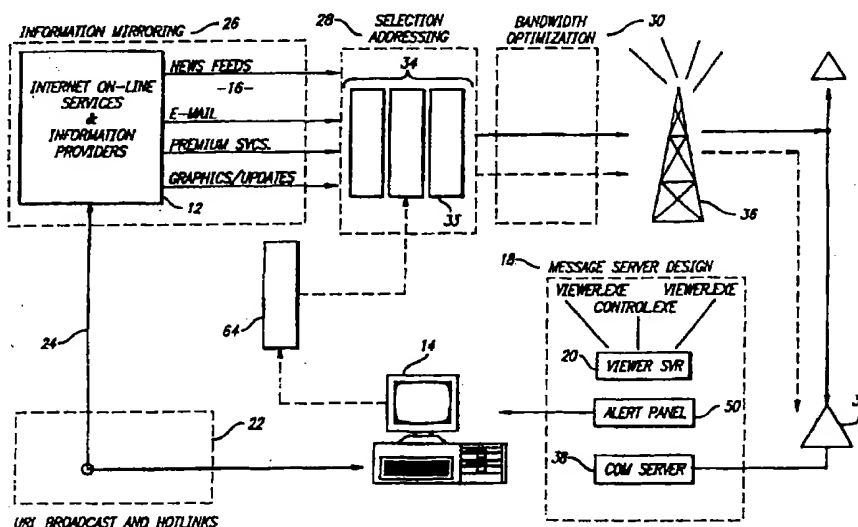 INFORMATION MIRRORING
26
INTERNET ON-LINE
SERVICES
&
INFORMATION
PROVIDERS
NEWS FEEDS
-16-
E-MAIL
PREMIUM SVCS.
GRAPHICS/UPDATES
12
28
SELECTION
ADDRESSING
34
33
BANDWIDTH
OPTIMIZATION
30
36
24
64
14
22
URL BROADCAST AND HOTLINKS
18
MESSAGE SERVER DESIGN
VIEWER.EXE
VIEWER.EXE
CONTROL.EXE
20
VIEWER SVR
ALERT PANEL
50
38
COM SERVER